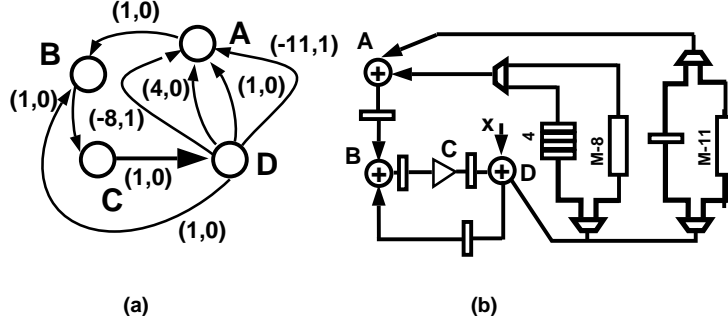 (1,0)
A
(-11,1)
B
(1,0)
(4,0)
(1,0)
(-8,1)
C
(1,0)
D
(1,0)
(a)
A
B
C
x
D
4
M-8
M-11
(b)